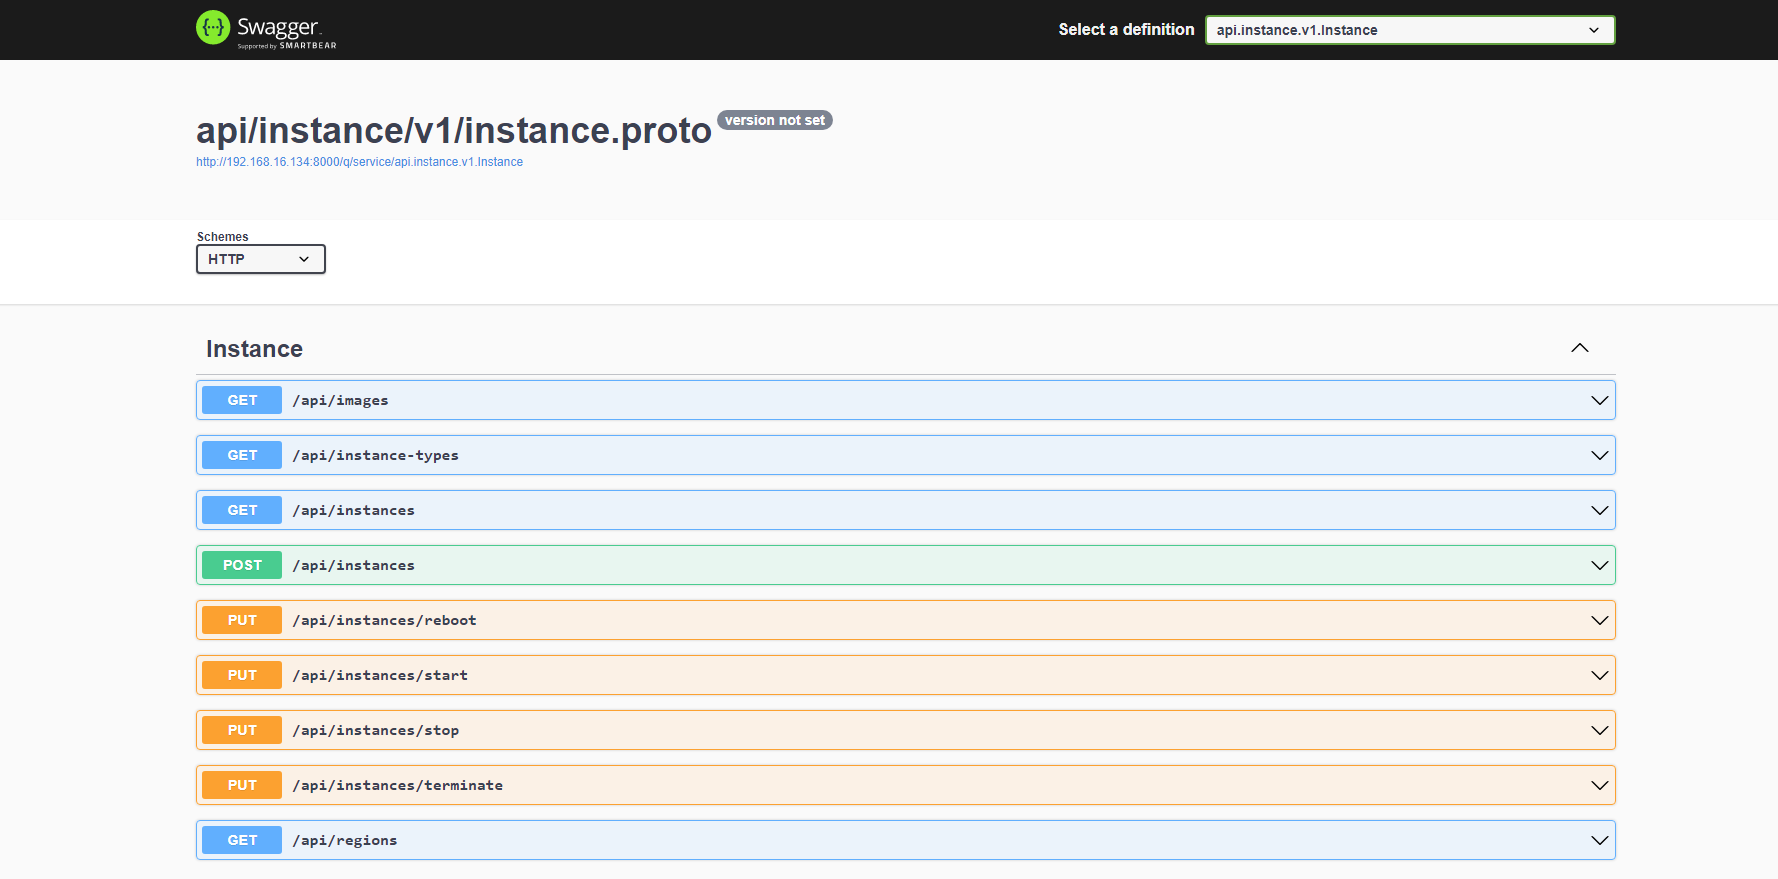 Swagger
Supported by SMARTBEAR
Select a definition
api.instance.v1.Instance
api/instance/v1/instance.proto
version not set
http://192.168.16.134:8000/q/service/api.instance.v1.Instance
Schemes
HTTP
Instance
GET /api/images
GET /api/instance-types
GET /api/instances
POST /api/instances
PUT /api/instances/reboot
PUT /api/instances/start
PUT /api/instances/stop
PUT /api/instances/terminate
GET /api/regions